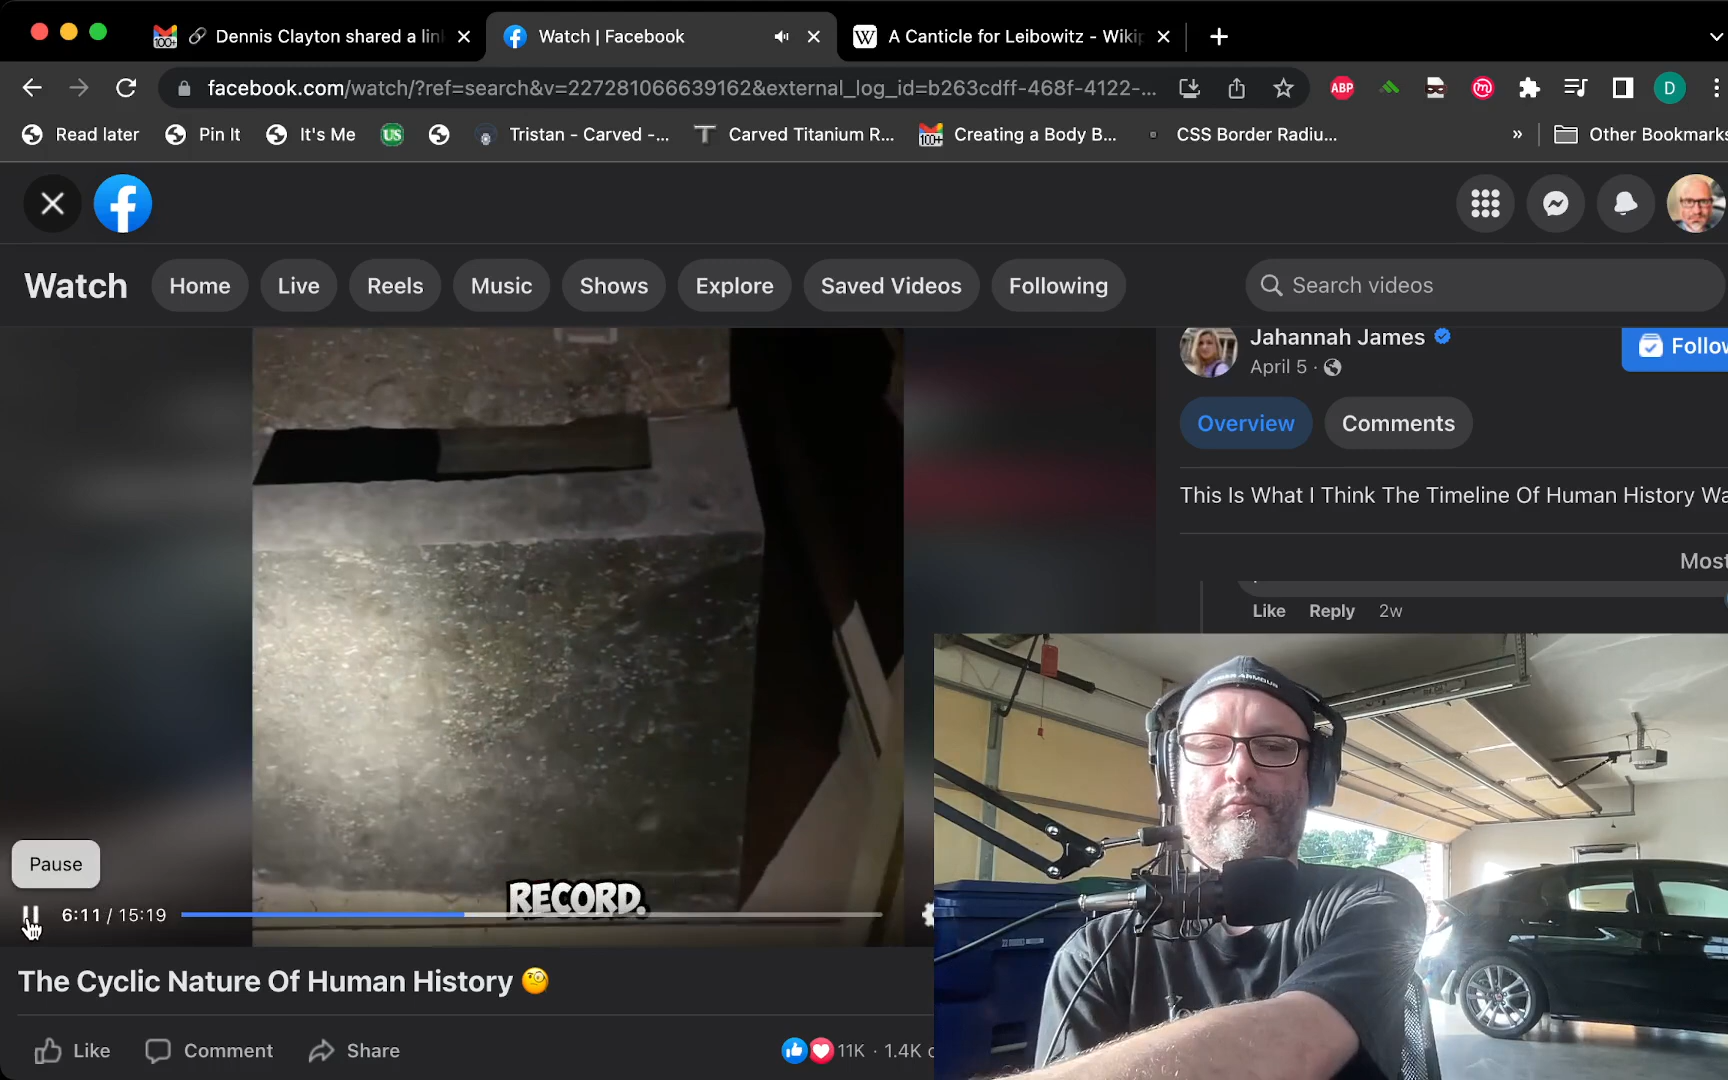 Dennis Clayton shared a lin
Watch | Facebook
A Canticle for Leibowitz - Wikip
facebook.com/watch/?ref=search&v=227281066639162&external_log_id=b263cdff-468f-4122-...
ABP
D
Read later
Pin It
It's Me
US
Tristan - Carved -...
Carved Titanium R...
100+
Creating a Body B...
CSS Border Radiu...
»
Other Bookmarks
Watch
Home
Live
Reels
Music
Shows
Explore
Saved Videos
Following
Search videos
Jahannah James
April 5 ·
Follow
Overview
Comments
This Is What I Think The Timeline Of Human History Wa
Most
Like Reply 2w
UNDER ARMOUR
Pause
RECORD.
6:11 / 15:19
The Cyclic Nature Of Human History
Like
Comment
Share
11K · 1.4K